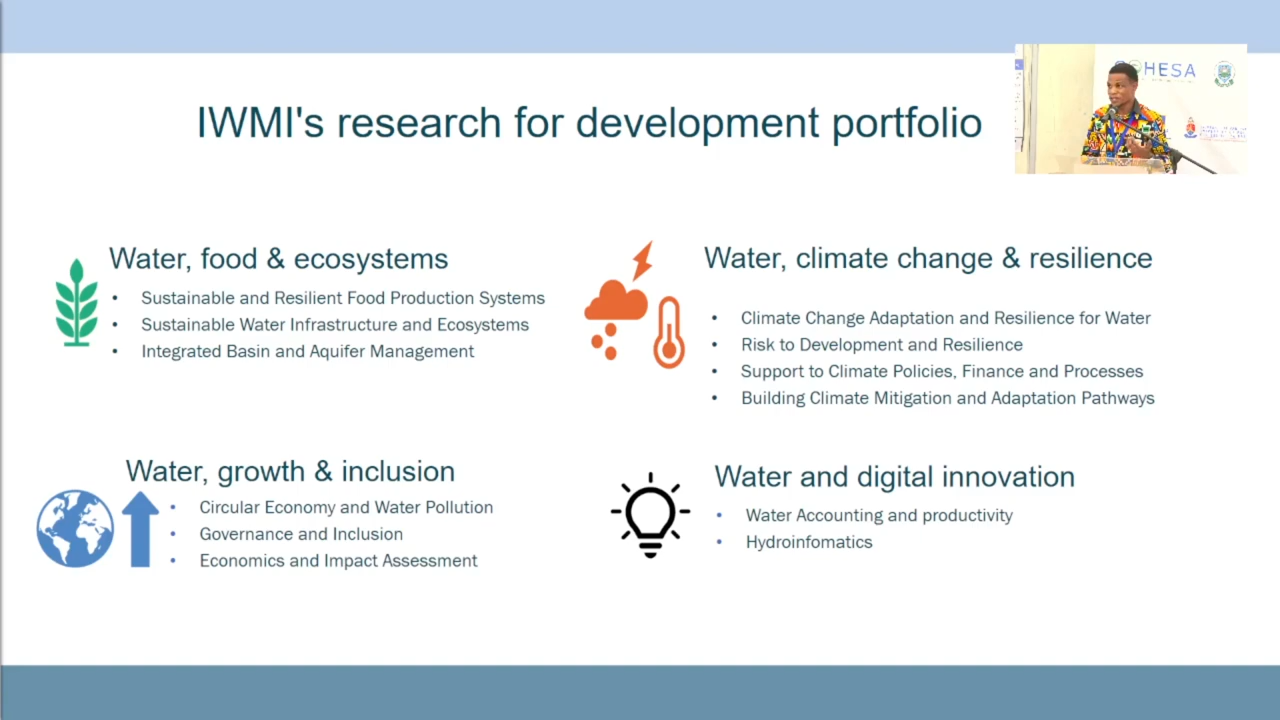 IWMI's research for development portfolio
Water, food & ecosystems
• Sustainable and Resilient Food Production Systems
• Sustainable Water Infrastructure and Ecosystems
• Integrated Basin and Aquifer Management
Water, climate change & resilience
• Climate Change Adaptation and Resilience for Water
• Risk to Development and Resilience
• Support to Climate Policies, Finance and Processes
• Building Climate Mitigation and Adaptation Pathways
Water, growth & inclusion
• Circular Economy and Water Pollution
• Governance and Inclusion
• Economics and Impact Assessment
Water and digital innovation
• Water Accounting and productivity
• Hydroinfomatics